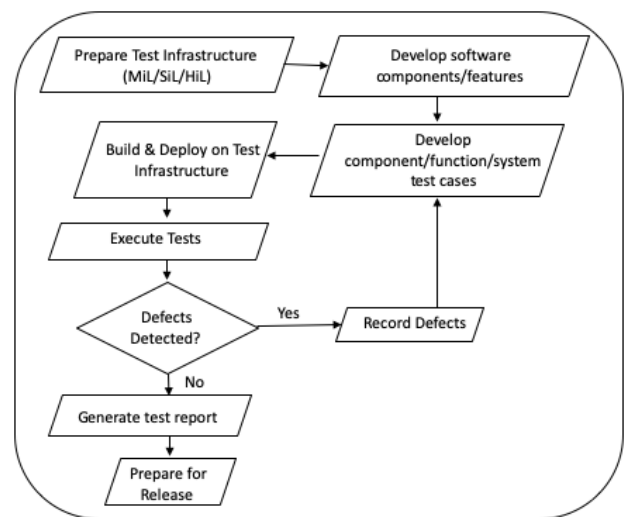 Prepare Test Infrastructure
(MiL/SiL/HiL)
Develop software
components/features
Develop
component/function/system
test cases
Build & Deploy on Test
Infrastructure
Execute Tests
Defects
Detected?
Yes
Record Defects
No
Generate test report
Prepare for
Release